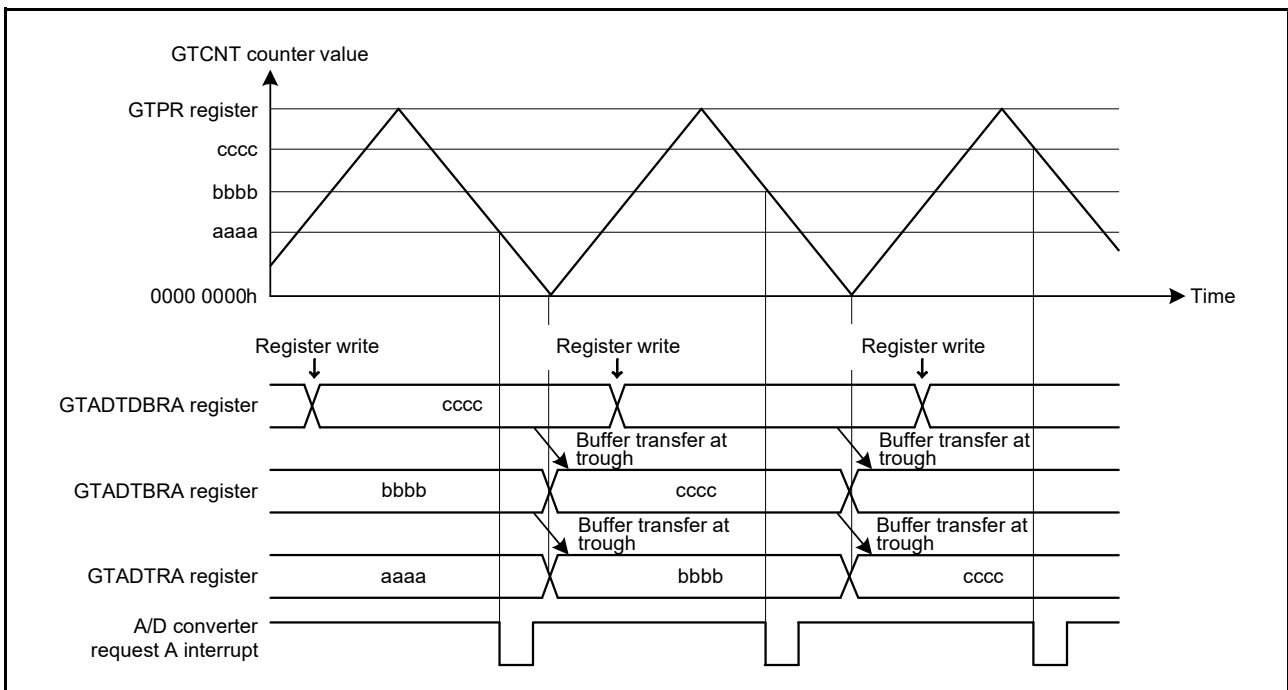 GTCNT counter value
GTPR register
cccc
bbbb
aaaa
0000 0000h
Time
Register write
Register write
Register write
GTADTDBRA register
cccc
Buffer transfer at
trough
Buffer transfer at
trough
GTADTBRA register
bbbb
cccc
Buffer transfer at
trough
Buffer transfer at
trough
GTADTRA register
aaaa
bbbb
cccc
A/D converter
request A interrupt